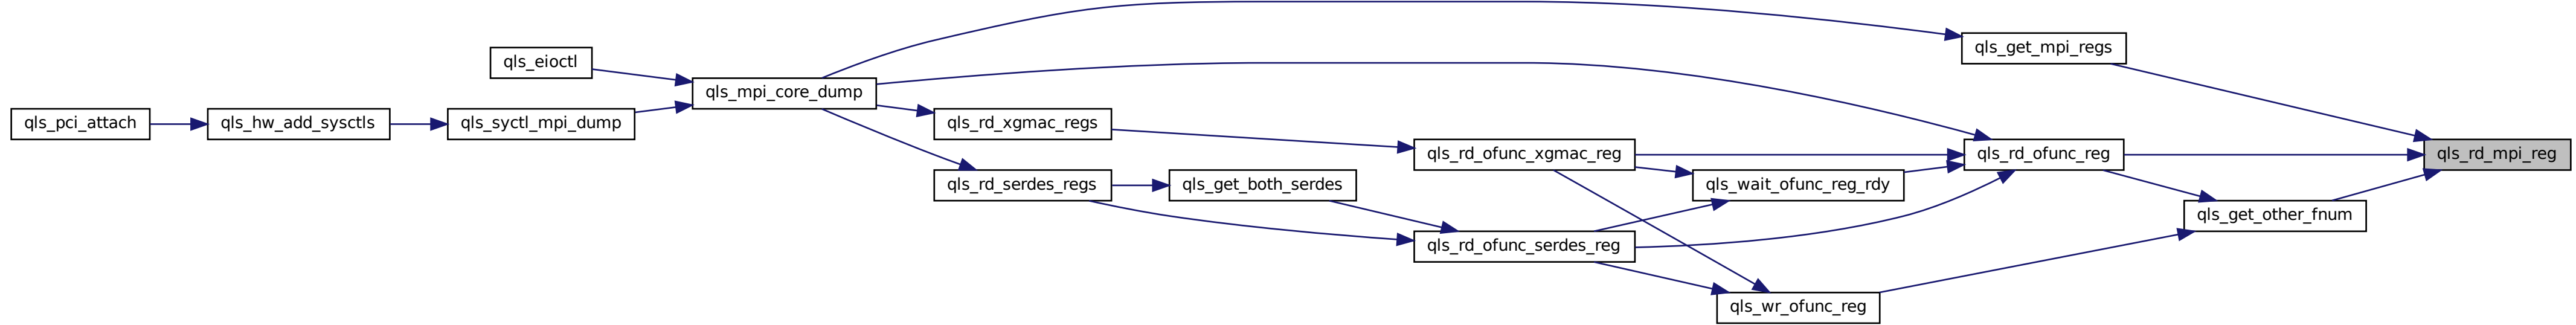 qls_get_mpi_regs
qls_eioctl
qls_mpi_core_dump
qls_pci_attach
qls_hw_add_sysctls
qls_syctl_mpi_dump
qls_rd_xgmac_regs
qls_rd_ofunc_xgmac_reg
qls_rd_ofunc_reg
qls_rd_mpi_reg
qls_rd_serdes_regs
qls_get_both_serdes
qls_wait_ofunc_reg_rdy
qls_get_other_fnum
qls_rd_ofunc_serdes_reg
qls_wr_ofunc_reg